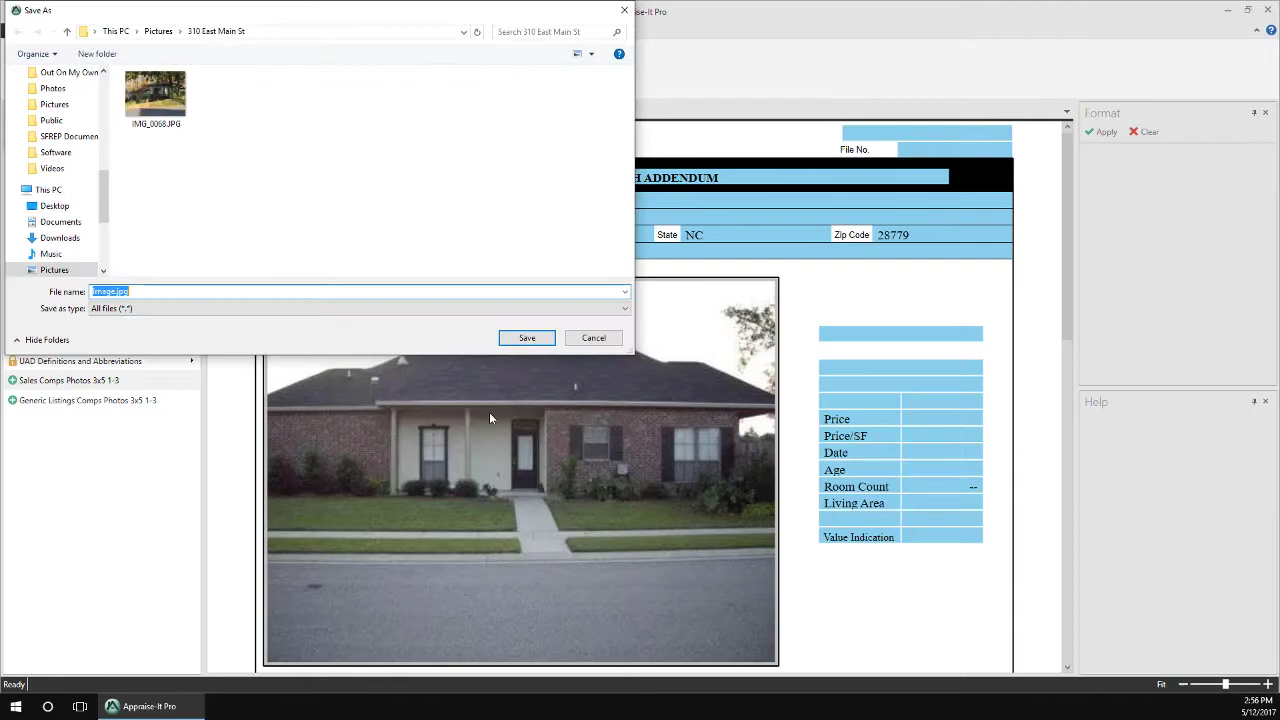 Save As
se-It Pro
This PC
Pictures
310 East Main St
Search 310 East Main St
Organize
New folder
Out On My Own
Photos
Pictures
Public
SFREP Documen
Software
Videos
This PC
Desktop
Documents
Downloads
Music
Pictures
IMG_0068.JPG
File name:
Image.jpg
Save as type:
All files (*.*)
Hide Folders
Save
Cancel
File No.
H ADDENDUM
State
NC
Zip Code
28779
Format
Apply
Clear
Help
UAD Definitions and Abbreviations
Sales Comps Photos 3x5 1-3
Generic Listings Comps Photos 3x5 1-3
Price
Price/SF
Date
Age
Room Count
--
Living Area
Value Indication
Ready
Fit
Appraise-It Pro
2:56 PM
5/12/2017